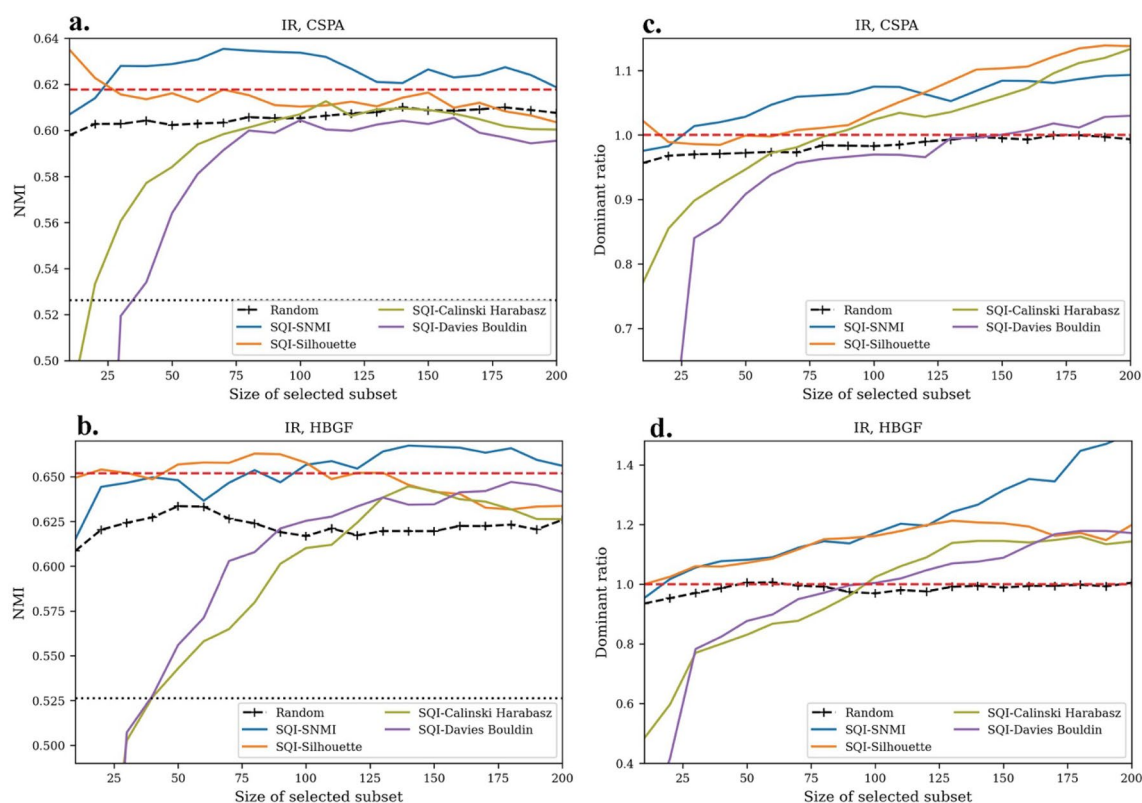 a.
IR, CSPA
0.64
0.62
0.60
0.58
0.56
0.54
0.52
0.50
NMI
Random
SQI-SNMI
SQI-Silhouette
SQI-Calinski Harabasz
SQI-Davies Bouldin
25 50 75 100 125 150 175 200
Size of selected subset
c.
IR, CSPA
1.1
1.0
0.9
0.8
0.7
Dominant ratio
Random
SQI-SNMI
SQI-Silhouette
SQI-Calinski Harabasz
SQI-Davies Bouldin
25 50 75 100 125 150 175 200
Size of selected subset
b.
IR, HBGF
0.650
0.625
0.600
0.575
0.550
0.525
0.500
NMI
Random
SQI-SNMI
SQI-Silhouette
SQI-Calinski Harabasz
SQI-Davies Bouldin
25 50 75 100 125 150 175 200
Size of selected subset
d.
IR, HBGF
1.4
1.2
1.0
0.8
0.6
0.4
Dominant ratio
Random
SQI-SNMI
SQI-Silhouette
SQI-Calinski Harabasz
SQI-Davies Bouldin
25 50 75 100 125 150 175 200
Size of selected subset